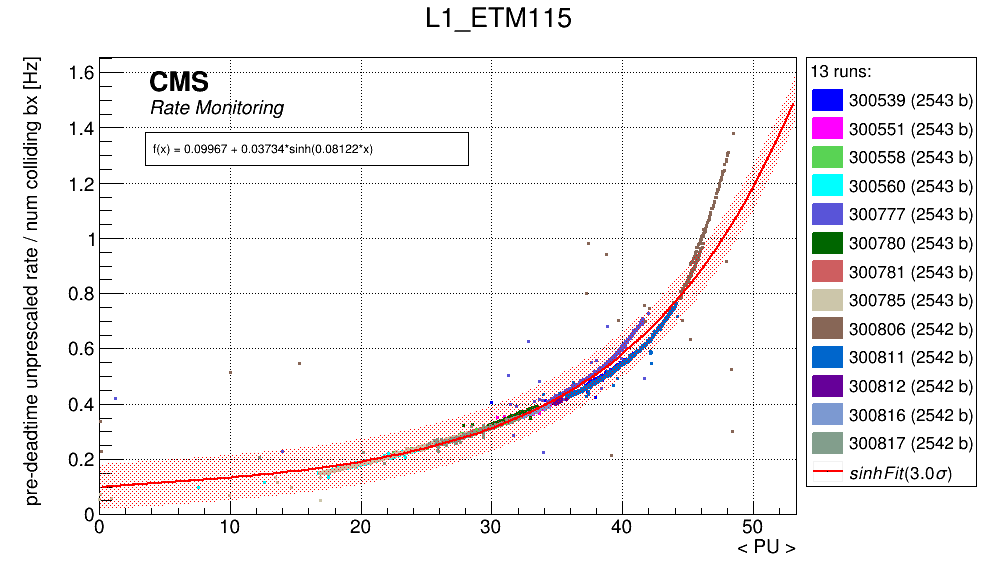 L1_ETM115
pre-deadtime unprescaled rate / num colliding bx [Hz]
1.6
1.4
1.2
1
0.8
0.6
0.4
0.2
0
CMS
Rate Monitoring
f(x) = 0.09967 + 0.03734*sinh(0.08122*x)
0 10 20 30 40 50
< PU >
13 runs:
300539 (2543 b)
300551 (2543 b)
300558 (2543 b)
300560 (2543 b)
300777 (2543 b)
300780 (2543 b)
300781 (2543 b)
300785 (2543 b)
300806 (2542 b)
300811 (2542 b)
300812 (2542 b)
300816 (2542 b)
300817 (2542 b)
sinhFit(3.0σ)